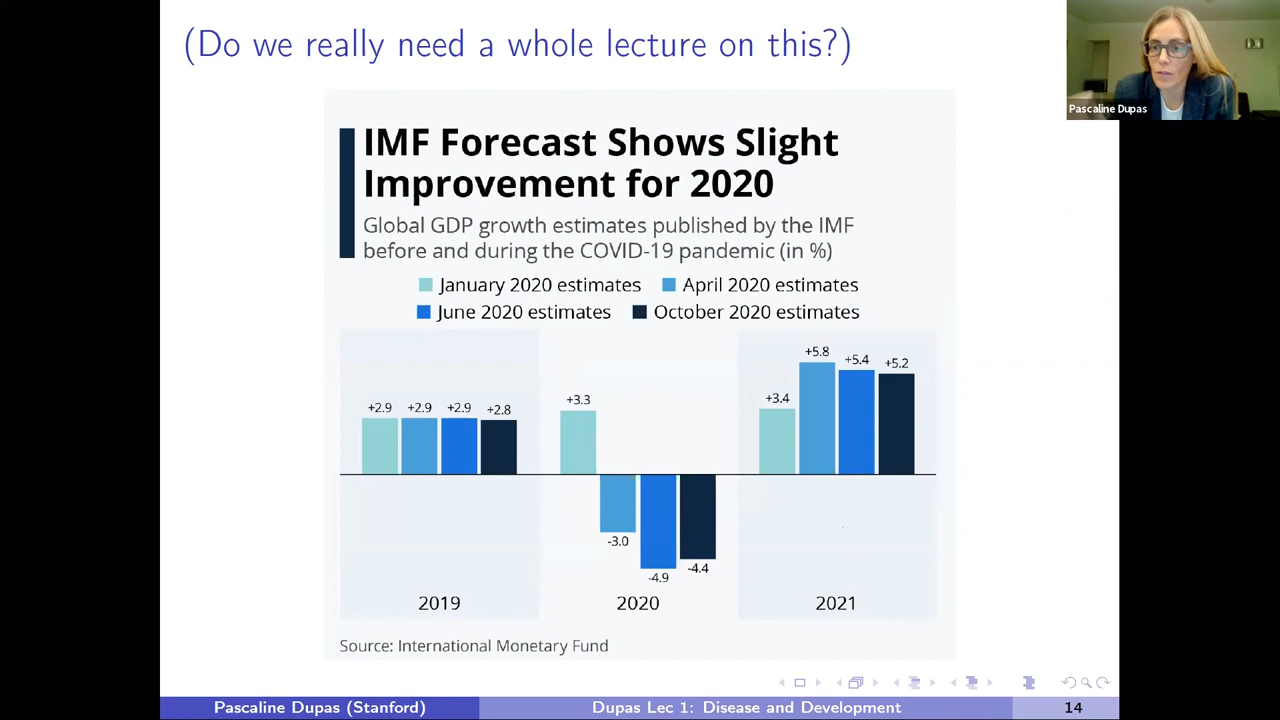 (Do we really need a whole lecture on this?)
Pascaline Dupas
IMF Forecast Shows Slight
Improvement for 2020
Global GDP growth estimates published by the IMF
before and during the COVID-19 pandemic (in %)
January 2020 estimates April 2020 estimates
June 2020 estimates October 2020 estimates
+2.9 +2.9 +2.9 +2.8
+3.3 -3.0 -4.9 -4.4
+3.4 +5.8 +5.4 +5.2
2019 2020 2021
Source: International Monetary Fund
Pascaline Dupas (Stanford) Dupas Lec 1: Disease and Development 14